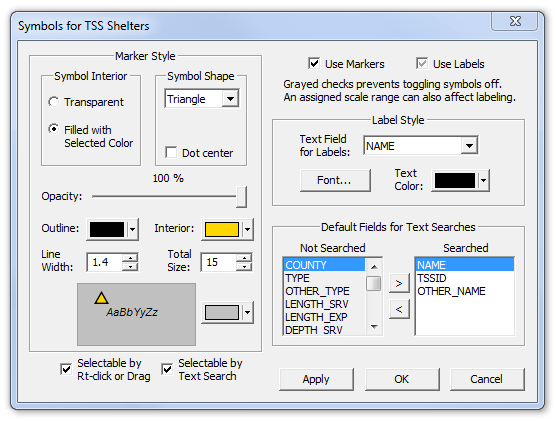 Symbols for TSS Shelters
Marker Style
Symbol Interior
Transparent
Filled with
Selected Color
Symbol Shape
Triangle
Dot center
100 %
Opacity:
Outline:
Interior:
Line
Width:
1.4
Total
Size:
15
AaBbYyZz
Selectable by
Rt-click or Drag
Selectable by
Text Search
Use Markers
Use Labels
Grayed checks prevents toggling symbols off.
An assigned scale range can also affect labeling.
Label Style
Text Field
for Labels:
NAME
Font...
Text
Color:
Default Fields for Text Searches
Not Searched
COUNTY
TYPE
OTHER_TYPE
LENGTH_SRV
LENGTH_EXP
DEPTH_SRV
>
<
Searched
NAME
TSSID
OTHER_NAME
Apply
OK
Cancel